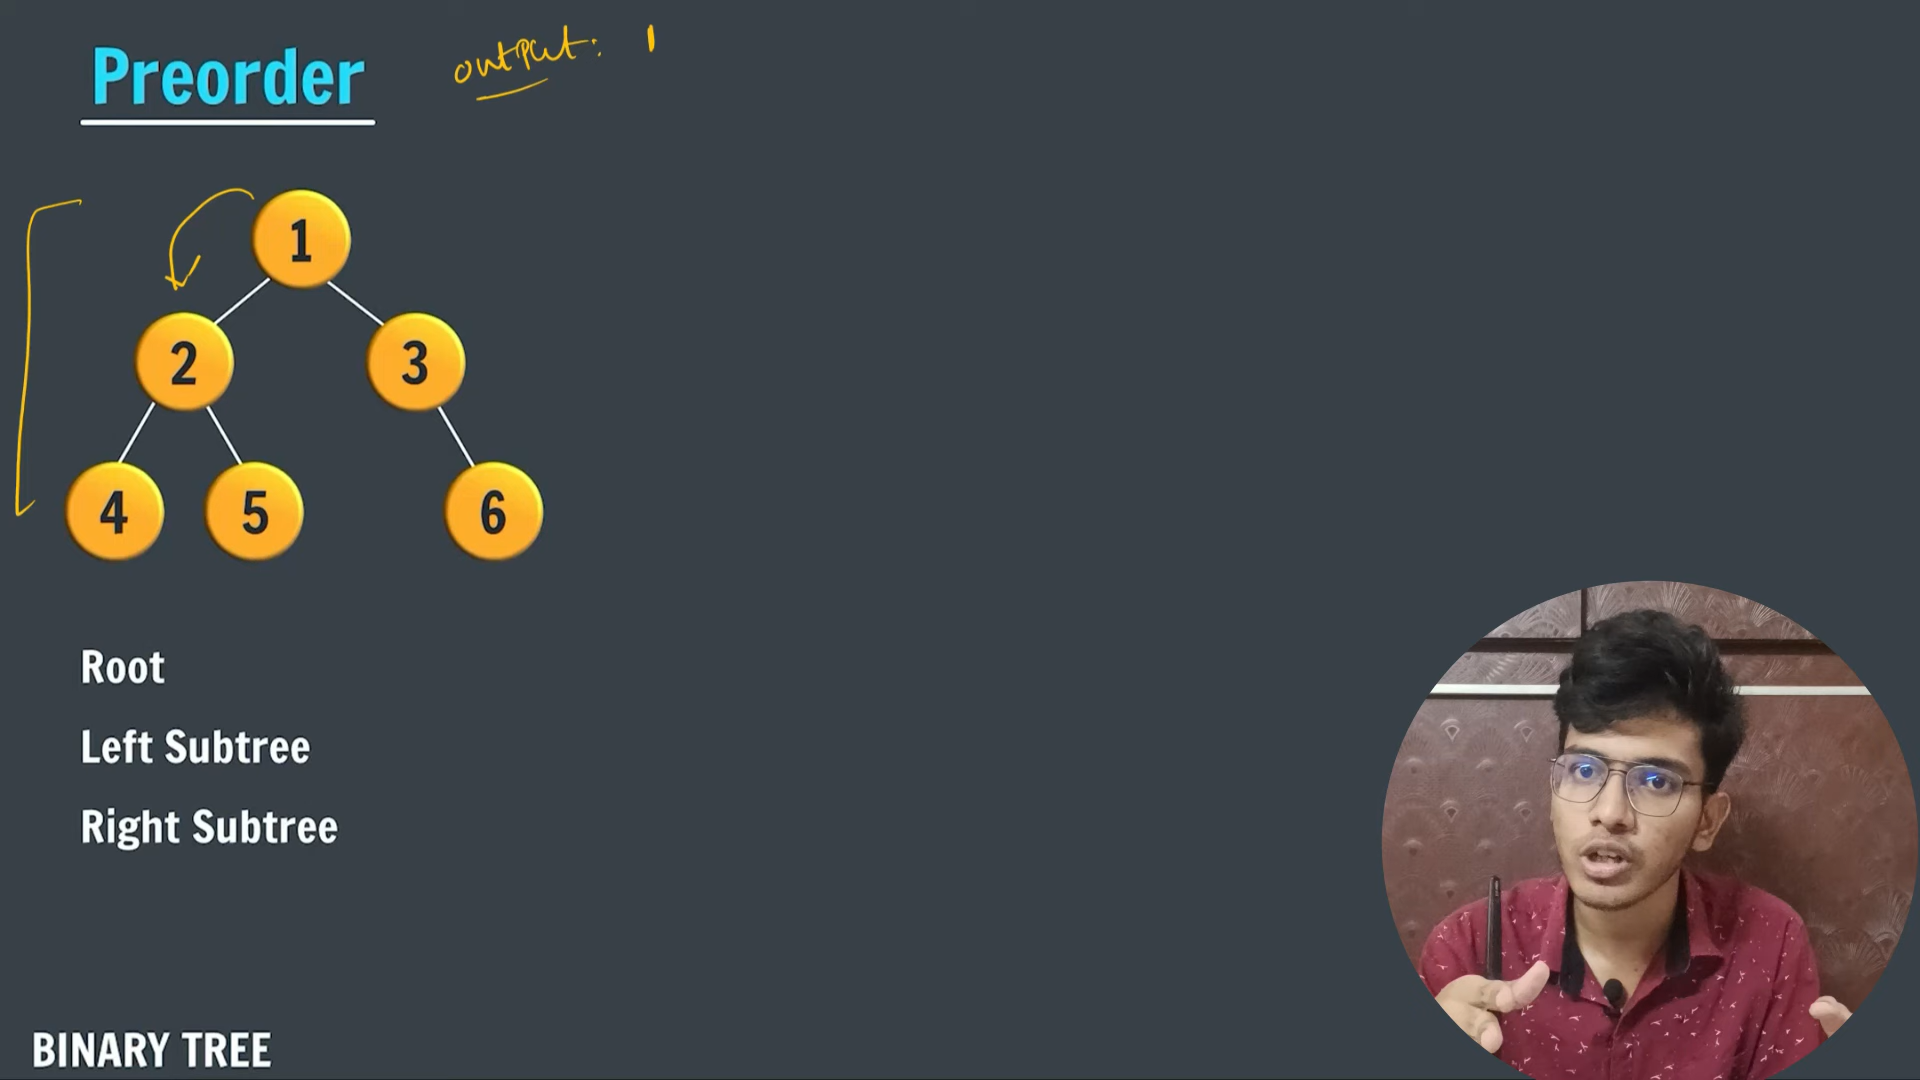 Preorder
output: 1
1
2 3
4 5 6
Root
Left Subtree
Right Subtree
BINARY TREE